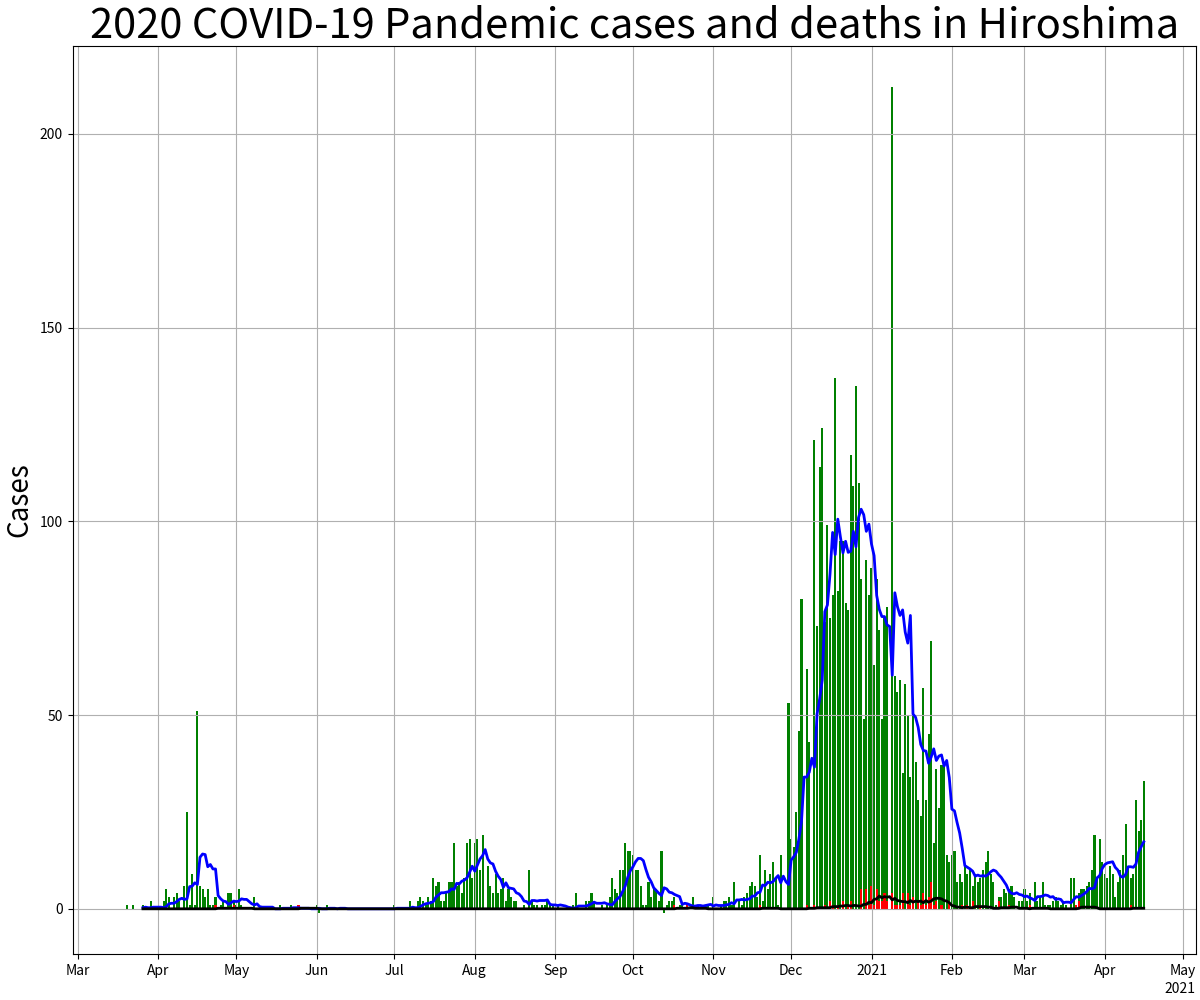 2020 COVID-19 Pandemic cases and deaths in Hiroshima
Cases
200
150
100
50
0
Mar Apr May Jun Jul Aug Sep Oct Nov Dec 2021 Feb Mar Apr May
2021